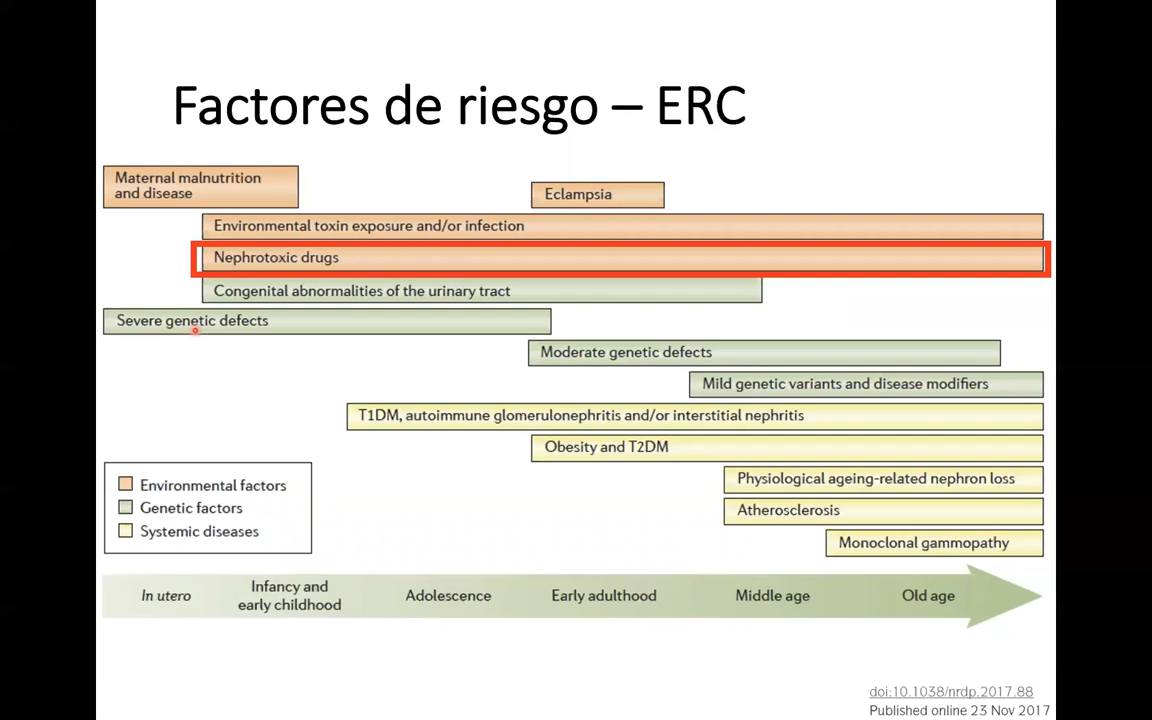 Factores de riesgo – ERC
Maternal malnutrition
and disease
Eclampsia
Environmental toxin exposure and/or infection
Nephrotoxic drugs
Congenital abnormalities of the urinary tract
Severe genetic defects
Moderate genetic defects
Mild genetic variants and disease modifiers
T1DM, autoimmune glomerulonephritis and/or interstitial nephritis
Obesity and T2DM
Physiological ageing-related nephron loss
Atherosclerosis
Monoclonal gammopathy
Environmental factors
Genetic factors
Systemic diseases
In utero
Infancy and
early childhood
Adolescence
Early adulthood
Middle age
Old age
doi:10.1038/nrdp.2017.88
Published online 23 Nov 2017